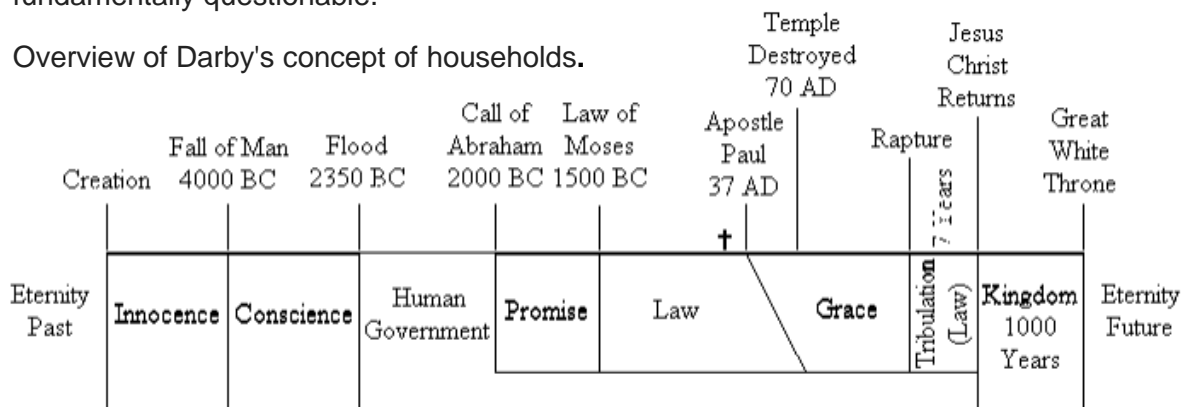 fundamentally questionable.
Overview of Darby's concept of households.
Temple
Destroyed
70 AD
Jesus
Christ
Returns
Call of
Abraham
2000 BC
Law of
Moses
1500 BC
Apostle
Paul
37 AD
Rapture
Great
White
Throne
Creation
Fall of Man
4000 BC
Flood
2350 BC
7 Years
Eternity
Past
Innocence
Conscience
Human
Government
Promise
Law
Grace
Tribulation
(Law)
Kingdom
1000
Years
Eternity
Future